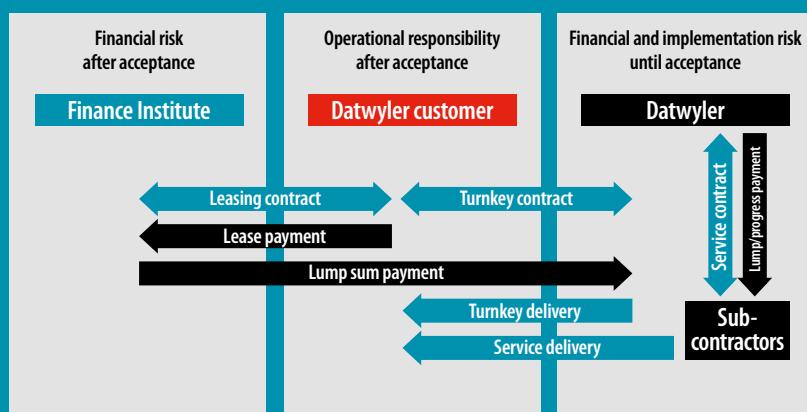 Financial risk
after acceptance
Operational responsibility
after acceptance
Financial and implementation risk
until acceptance
Finance Institute
Datwyler customer
Datwyler
Leasing contract
Turnkey contract
Lease payment
Lump sum payment
Turnkey delivery
Service delivery
Service contract
Lump/progress payment
Sub-
contractors